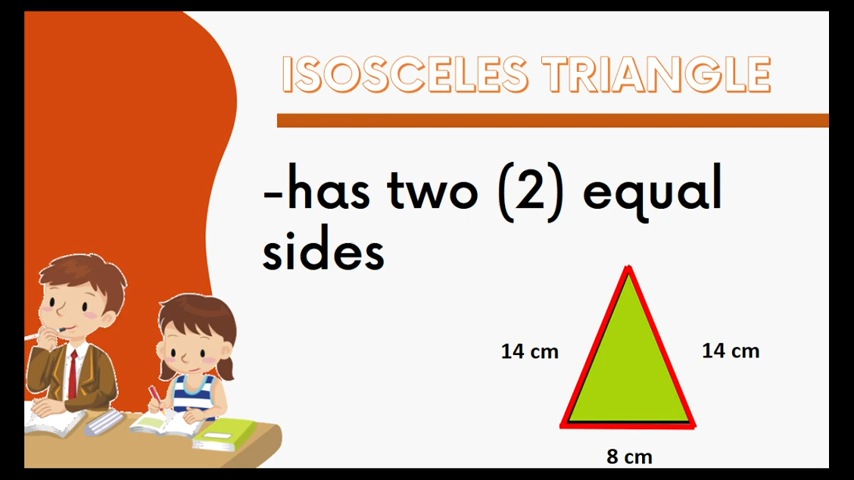 ISOSCELES TRIANGLE
-has two (2) equal
sides
14 cm
14 cm
8 cm